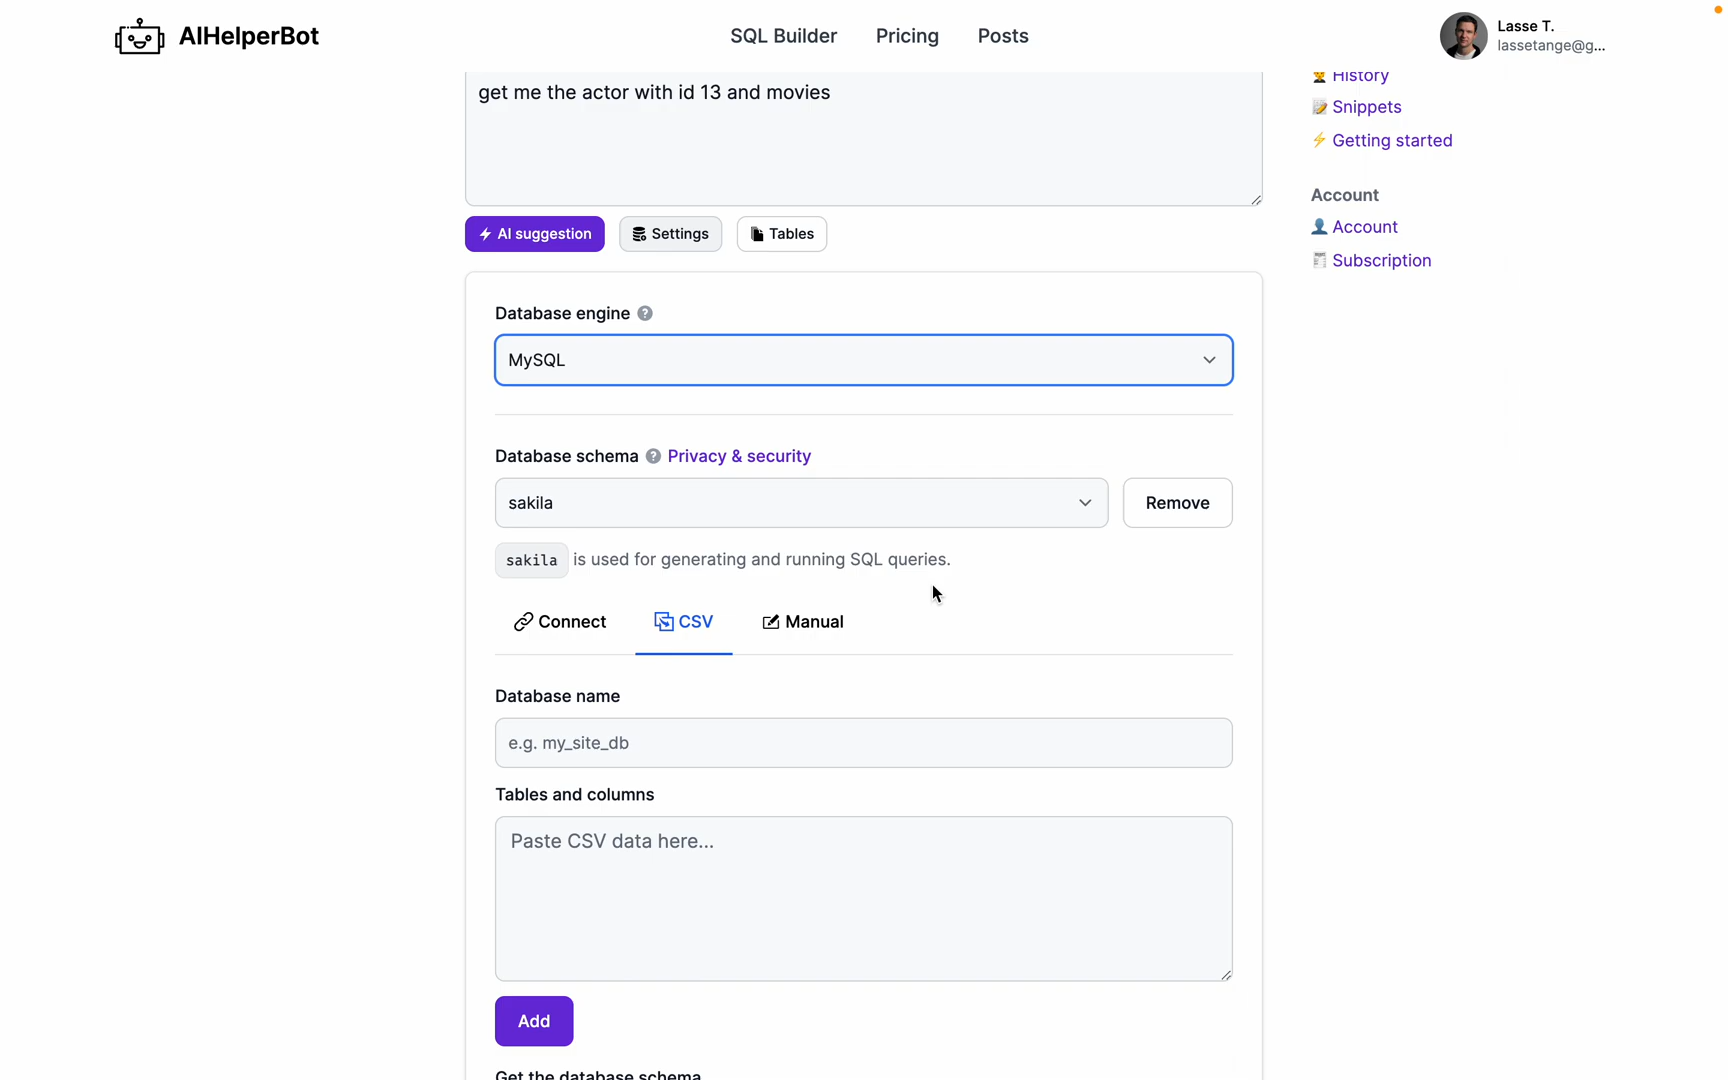 AIHelperBot
SQL Builder
Pricing
Posts
Lasse T.
lassetange@g...
get me the actor with id 13 and movies
AI suggestion
Settings
Tables
Database engine ?
MySQL
Database schema ? Privacy & security
sakila
Remove
sakila is used for generating and running SQL queries.
Connect
CSV
Manual
Database name
e.g. my_site_db
Tables and columns
Paste CSV data here...
Add
Get the database schema
History
Snippets
Getting started
Account
Account
Subscription